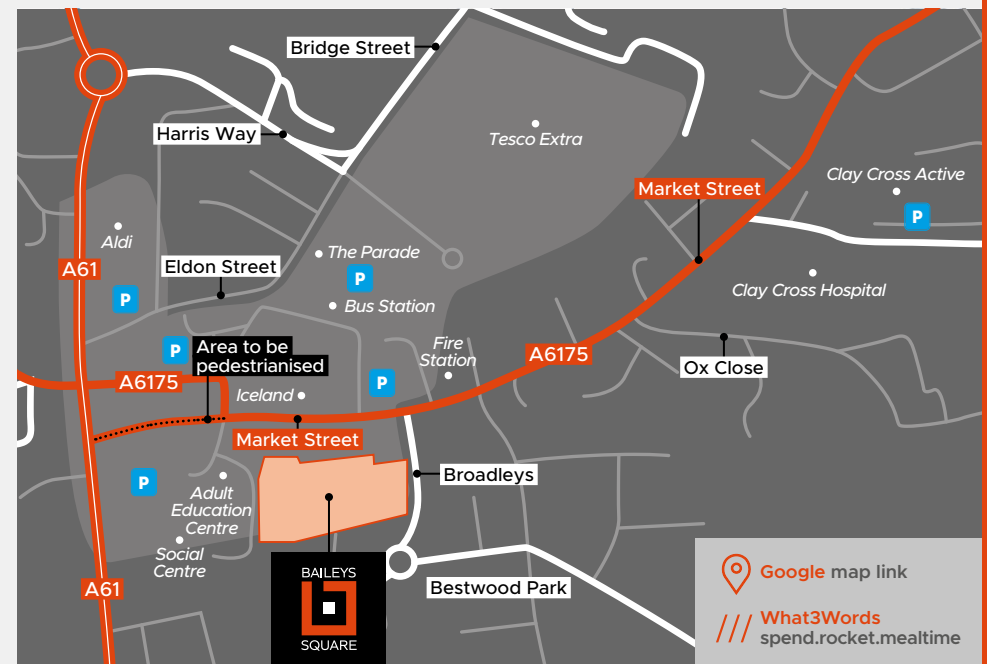 Bridge Street
Harris Way
Tesco Extra
Market Street
Clay Cross Active
P
Aldi
The Parade
A61
Eldon Street
P
Clay Cross Hospital
P
Bus Station
Area to be
pedestrianised
P
Fire
Station
A6175
Ox Close
A6175
Iceland
P
Market Street
Broadleys
P
Adult
Education
Centre
Social
Centre
A61
BAILEYS
SQUARE
Bestwood Park
Google map link
What3Words
/// spend.rocket.mealtime